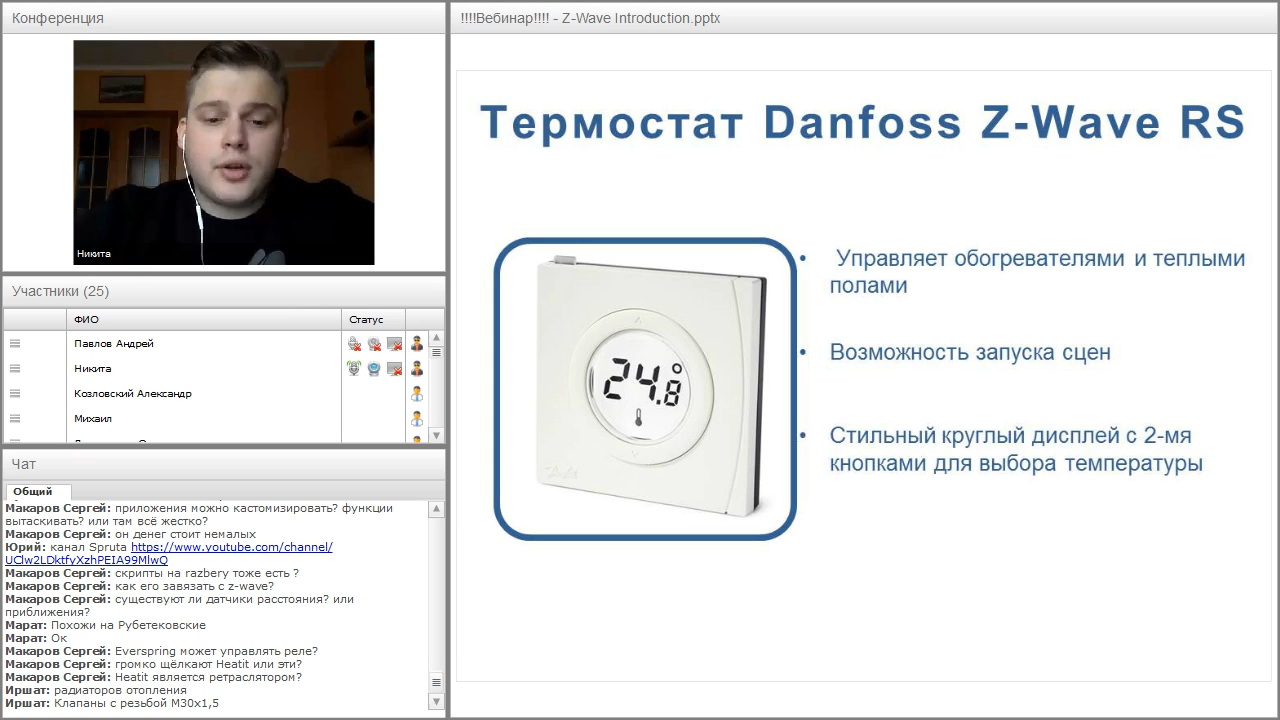 Конференция
Никита
Участники (25)
ФИО
Статус
Павлов Андрей
Никита
Козловский Александр
Михаил
Чат
Общий
Макаров Сергей: приложения можно кастомизировать? функции
вытаскивать? или там всё жестко?
Макаров Сергей: он денег стоит немалых
Юрий: канал Spruta https://www.youtube.com/channel/
UClw2LDktfyXzhPEIA99MlwQ
Макаров Сергей: скрипты на razbery тоже есть ?
Макаров Сергей: как его завязать с z-wave?
Макаров Сергей: существуют ли датчики расстояния? или
приближения?
Марат: Похожи на Рубетековские
Марат: Ок
Макаров Сергей: Everspring может управлять реле?
Макаров Сергей: громко щёлкают Heatit или эти?
Макаров Сергей: Heatit является ретраслятором?
Иршат: радиаторов отопления
Иршат: Клапаны с резьбой М30х1,5
!!!!Вебинар!!!! - Z-Wave Introduction.pptx
Термостат Danfoss Z-Wave RS
24.8°
• Управляет обогревателями и теплыми
полами
• Возможность запуска сцен
• Стильный круглый дисплей с 2-мя
кнопками для выбора температуры